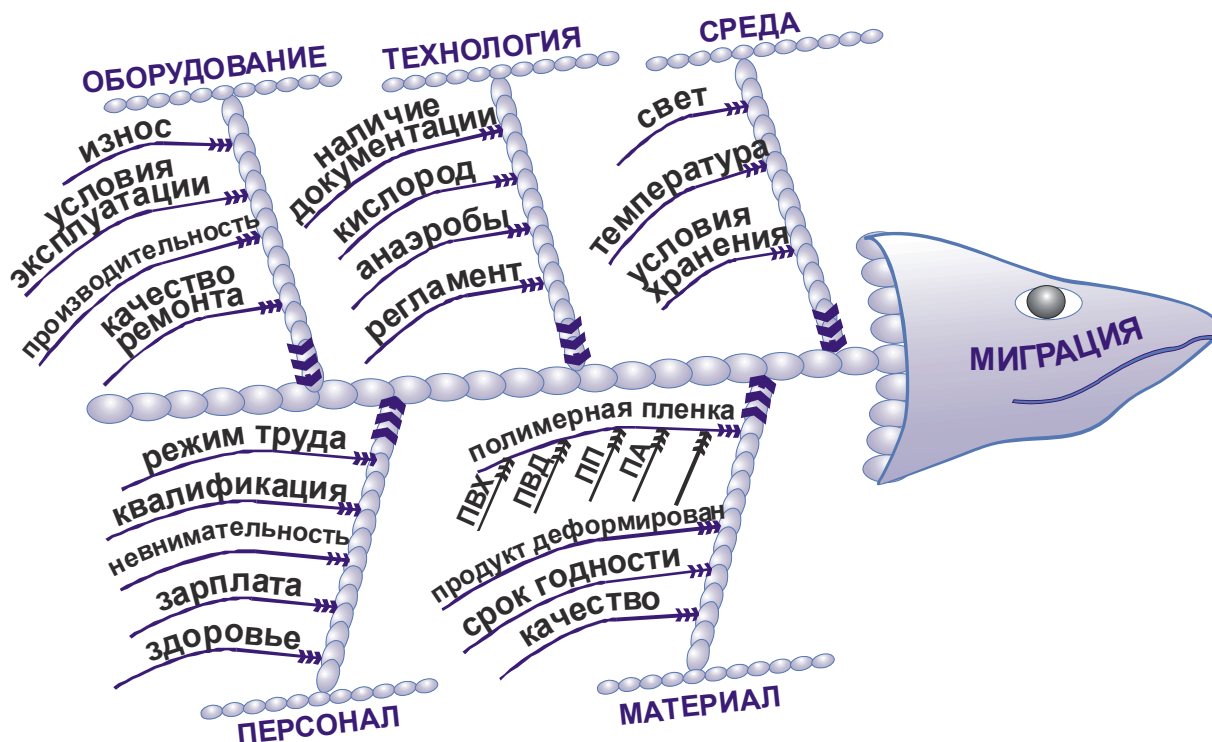 ОБОРУДОВАНИЕ
износ
условия
эксплуатации
производительность
качество
ремонта
ТЕХНОЛОГИЯ
наличие
документации
кислород
анаэробы
регламент
СРЕДА
свет
температура
условия
хранения
МИГРАЦИЯ
режим труда
квалификация
невнимательность
зарплата
здоровье
ПЕРСОНАЛ
полимерная пленка
ПВХ
ПВД
ПП
ПА
продукт деформирован
срок годности
качество
МАТЕРИАЛ